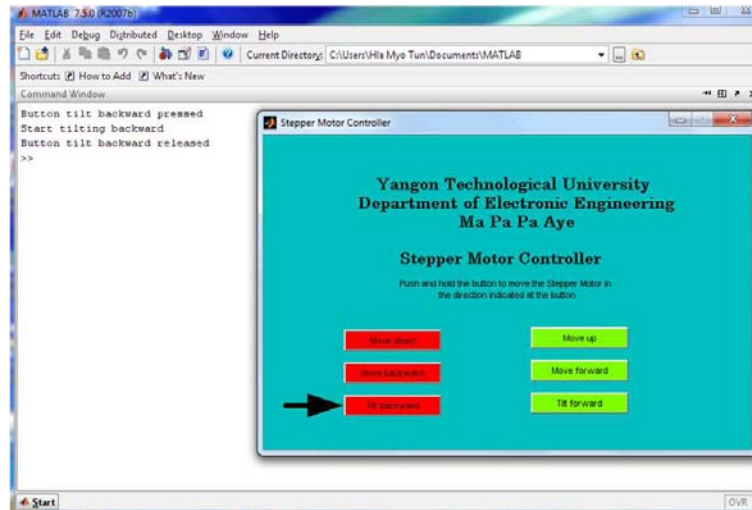 MATLAB 7.5.0 (R2007b)
File Edit Debug Distributed Desktop Window Help
Current Directory: C:\Users\Hla Myo Tun\Documents\MATLAB
Shortcuts How to Add What's New
Command Window
Button tilt backward pressed
Start tilting backward
Button tilt backward released
>>
Stepper Motor Controller
Yangon Technological University
Department of Electronic Engineering
Ma Pa Pa Aye
Stepper Motor Controller
Push and hold the button to move the Stepper Motor in
the direction indicated at the button
Move down
Move up
Move backward
Move forward
Tilt backward
Tilt forward
Start
OVR